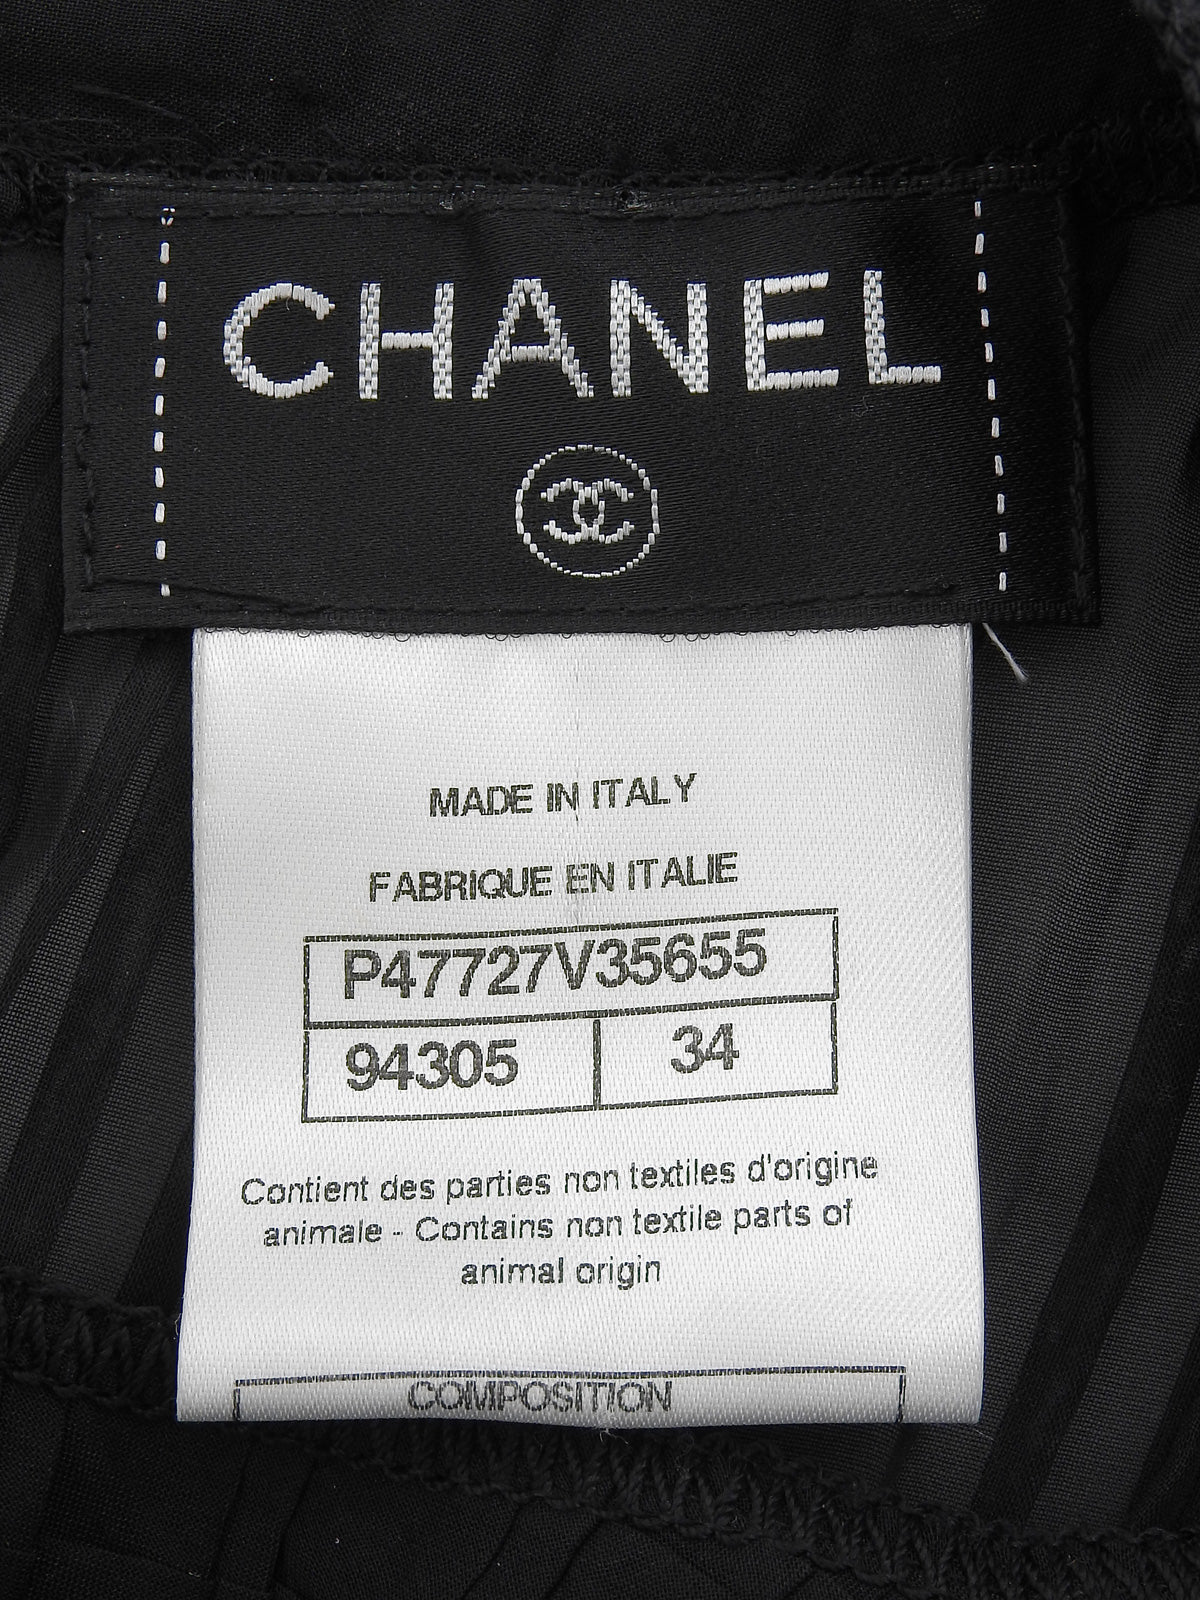 CHANEL
MADE IN ITALY
FABRIQUE EN ITALIE
P47727V35655
94305 34
Contient des parties non textiles d'origine
animale - Contains non textile parts of
animal origin
COMPOSITION